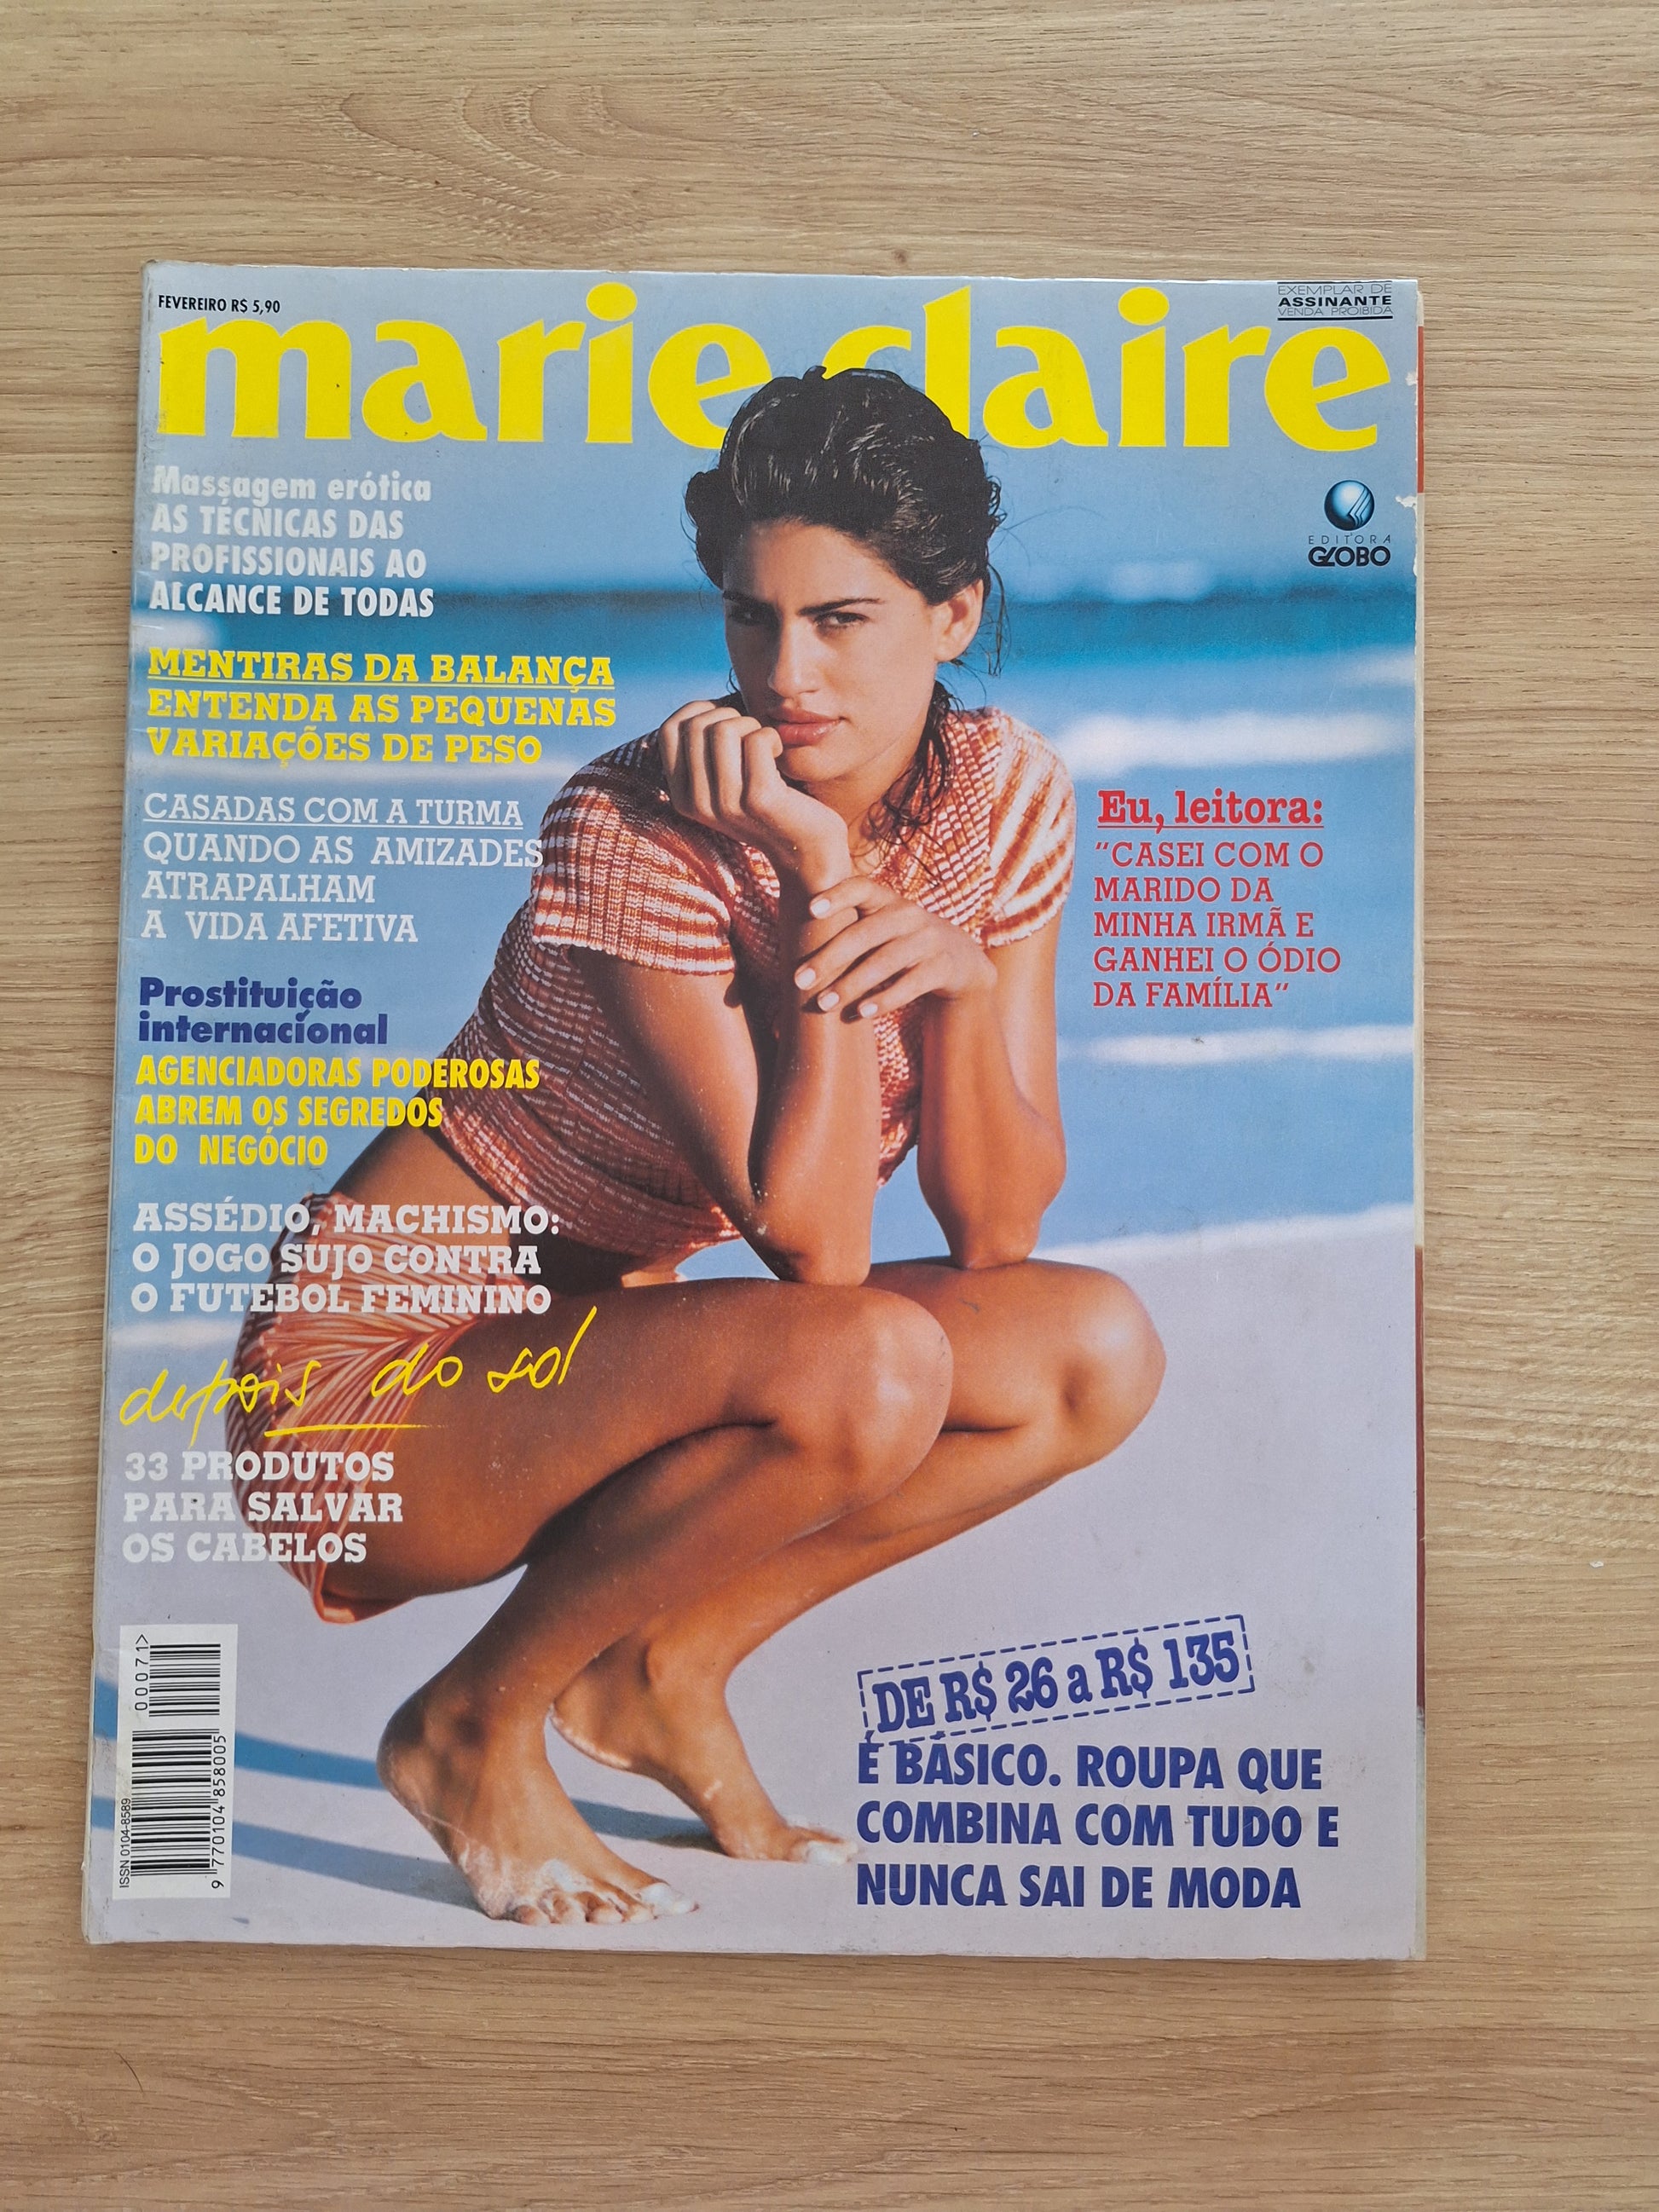 FEVEREIRO R$ 5,90
EXEMPLAR DE
ASSINANTE
VENDA PROIBIDA
marie claire
EDITORA
GLOBO
Massagem erótica
AS TÉCNICAS DAS
PROFISSIONAIS AO
ALCANCE DE TODAS
MENTIRAS DA BALANÇA
ENTENDA AS PEQUENAS
VARIAÇÕES DE PESO
CASADAS COM A TURMA
QUANDO AS AMIZADES
ATRAPALHAM
A VIDA AFETIVA
Eu, leitora:
"CASEI COM O
MARIDO DA
MINHA IRMÃ E
GANHEI O ÓDIO
DA FAMÍLIA"
Prostituição
internacional
AGENCIADORAS PODEROSAS
ABREM OS SEGREDOS
DO NEGÓCIO
ASSÉDIO, MACHISMO:
O JOGO SUJO CONTRA
O FUTEBOL FEMININO
depois do sol
33 PRODUTOS
PARA SALVAR
OS CABELOS
DE R$ 26 a R$ 135
É BÁSICO. ROUPA QUE
COMBINA COM TUDO E
NUNCA SAI DE MODA
ISSN 0104-8589
9 770104 858005
00071>